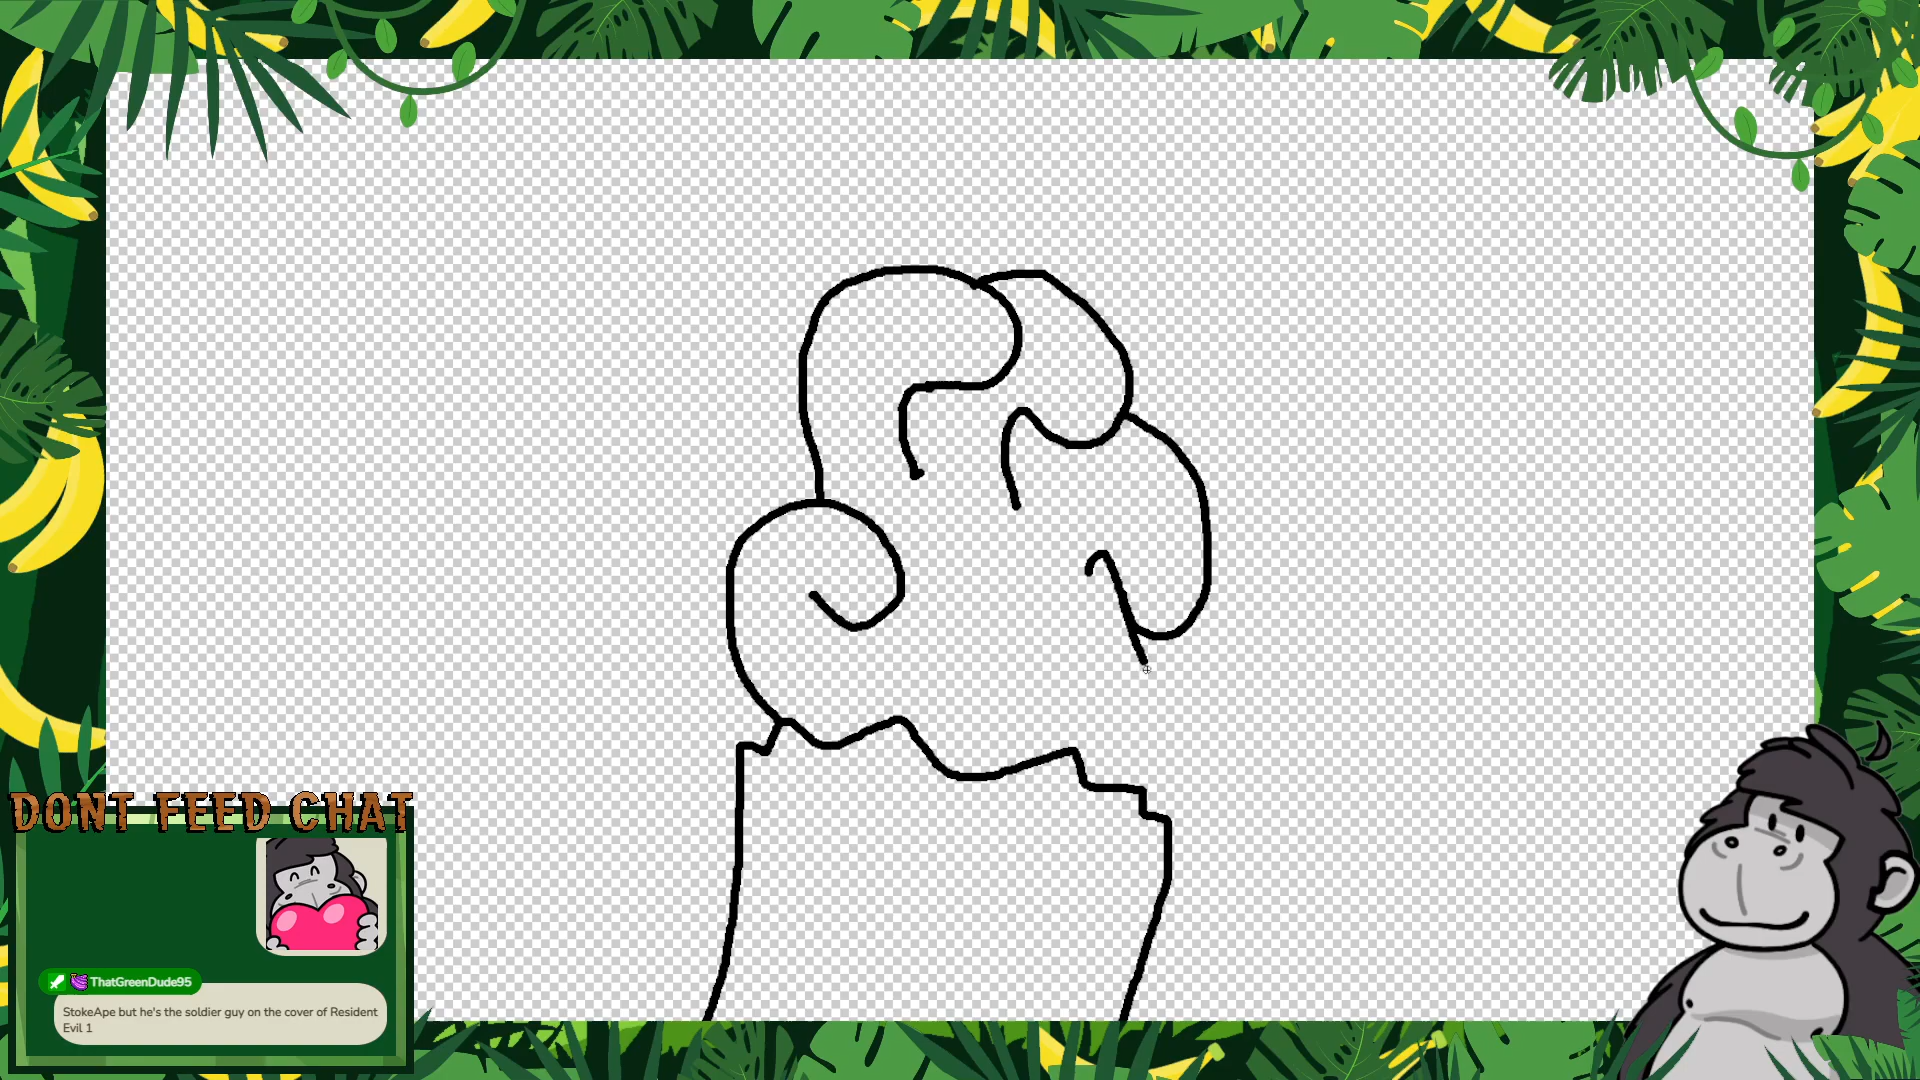 DONT FEED CHAT
ThatGreenDude95
StokeApe but he's the soldier guy on the cover of Resident
Evil 1